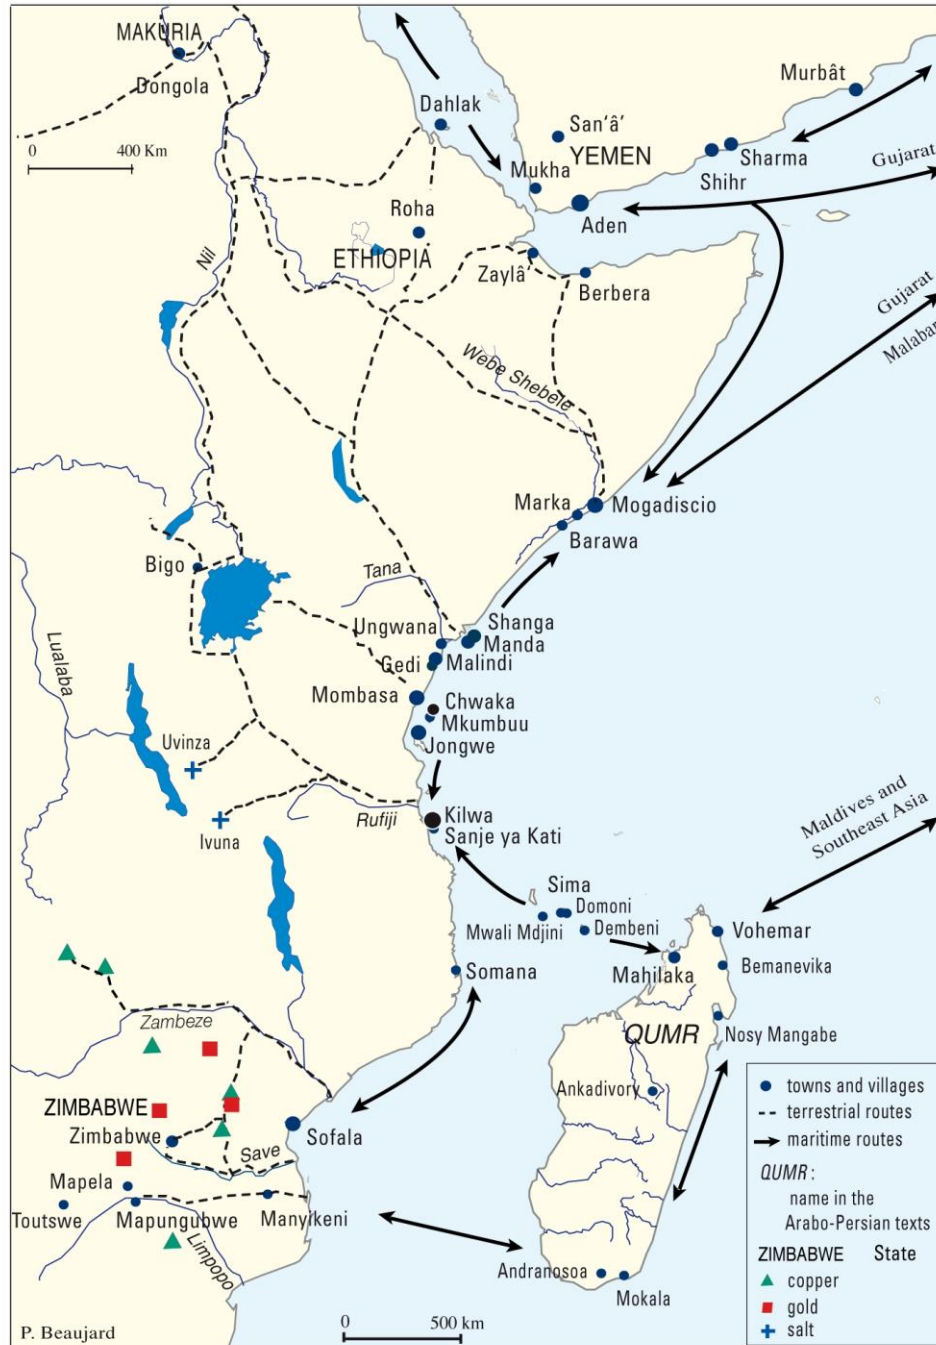 MAKURIA
Dongola
0 400 Km
Dahlak
San'â'
YEMEN
Mukha
Aden
Murbât
Sharma
Shihr
Gujarat
Roha
ETHIOPIA
Nil
Zaylâ'
Berbera
Gujarat
Malabar
Webe Shebele
Marka
Mogadiscio
Barawa
Bigo
Tana
Lualaba
Ungwana
Shanga
Manda
Gedi
Malindi
Mombasa
Chwaka
Mkumbuu
Jongwe
Uvinza
Ivuna
Rufiji
Kilwa
Sanje ya Kati
Maldives and
Southeast Asia
Sima
Domoni
Mwali Mdjini
Dembeni
Vohemar
Mahilaka
Bemanevika
Somana
Zambeze
QUMR
Nosy Mangabe
Ankadivory
ZIMBABWE
Zimbabwe
Sofala
Save
Mapela
Toutswe
Mapungubwe
Manyikeni
Limpopo
Andranosoa
Mokala
towns and villages
terrestrial routes
maritime routes
QUMR :
name in the
Arabo-Persian texts
ZIMBABWE State
copper
gold
salt
P. Beaujard
0 500 km